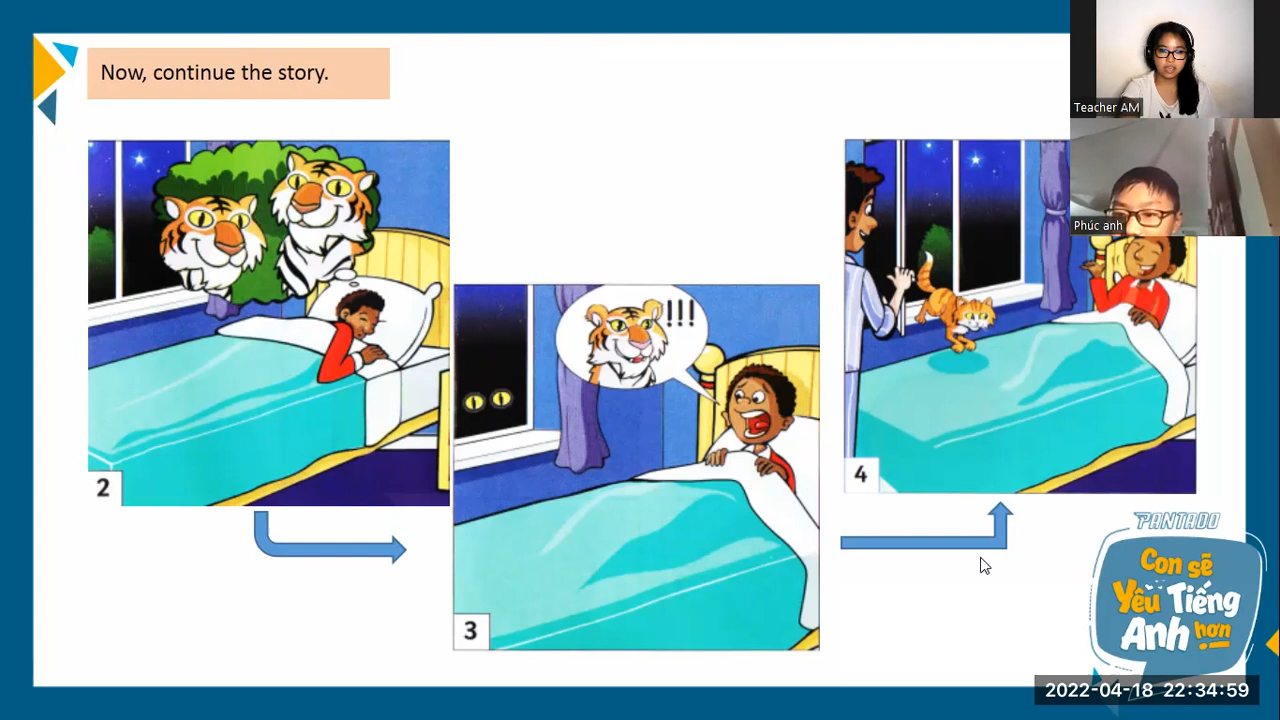 Now, continue the story.
Teacher AM
Phúc anh
!!!
2
3
4
PANTADO
Con sẽ
Yêu Tiếng
Anh hơn
2022-04-18 22:34:59